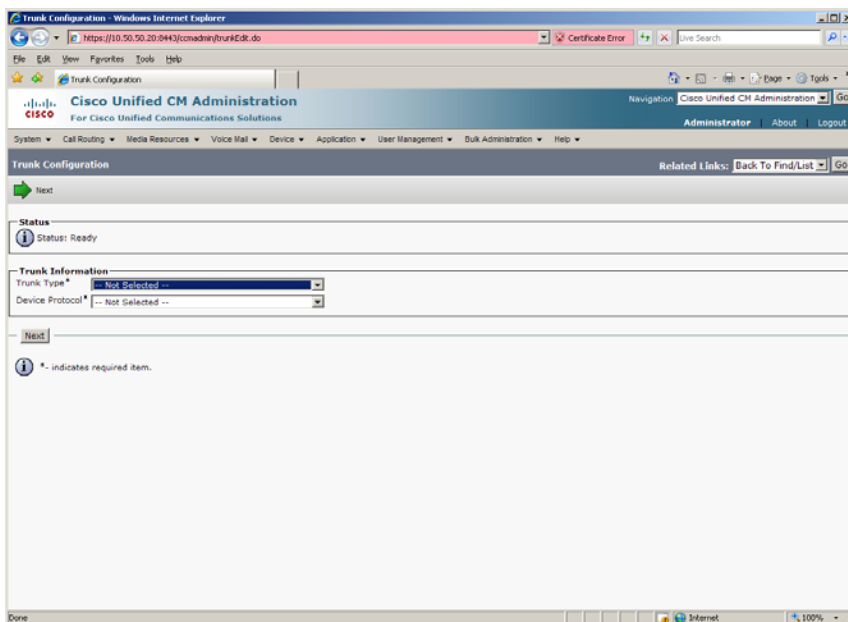 Trunk Configuration - Windows Internet Explorer
https://10.50.50.20:8443/ccmadmin/trunkEdit.do
Certificate Error
Live Search
File Edit View Favorites Tools Help
Trunk Configuration
Page Tools
CISCO
Cisco Unified CM Administration
For Cisco Unified Communications Solutions
Navigation Cisco Unified CM Administration Go
Administrator | About | Logout
System Call Routing Media Resources Voice Mail Device Application User Management Bulk Administration Help
Trunk Configuration
Related Links: Back To Find/List Go
Next
Status
Status: Ready
Trunk Information
Trunk Type* -- Not Selected --
Device Protocol* -- Not Selected --
Next
*- indicates required item.
Done
Internet
100%